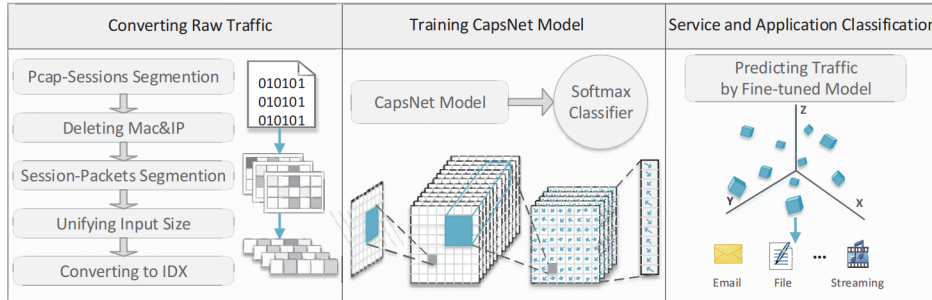 Converting Raw Traffic
Pcap-Sessions Segmention
Deleting Mac&IP
Session-Packets Segmention
Unifying Input Size
Converting to IDX
010101
010101
010101
Training CapsNet Model
CapsNet Model
Softmax
Classifier
Service and Application Classification
Predicting Traffic
by Fine-tuned Model
Z
Y
X
...
Email
File
Streaming